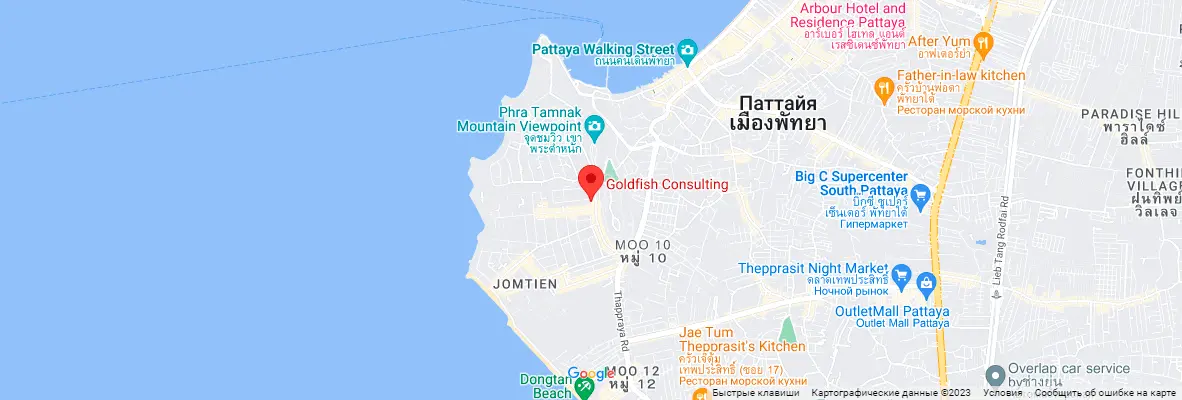 Arbour Hotel and
Residence Pattaya
อาร์เบอร์ โฮเทล แอนด์
เรสซิเดนซ์พัทยา
Pattaya Walking Street
ถนนคนเดินพัทยา
After Yum
อาฟเตอร์ยำ
Father-in-law kitchen
ครัวบ้านพ่อตา
พัทยาใต้
Ресторан морской кухни
Паттайя
เมืองพัทยา
PARADISE HIL
พาราไดซ์
ฮิลล์
Phra Tamnak
Mountain Viewpoint
จุดชมวิว เขา
พระตำหนัก
Goldfish Consulting
Big C Supercenter
South Pattaya
บิ๊กซี ซูเปอร์
เซ็นเตอร์ พัทยาใต้
Гипермаркет
FONTHIP
VILLAGE
ฝนทิพย์
วิลเลจ
Lieb Tang Rodfai Rd
MOO 10
หมู่ 10
JOMTIEN
Thepprasit Night Market
ตลาดเทพประสิทธิ์
Ночной рынок
OutletMall Pattaya
Outlet Mall Pattaya
Thappraya Rd
Jae Tum
Thepprasit's Kitchen
ครัวเจ๊ตุ้ม
เทพประสิทธิ์ (ซอย 17)
Ресторан морской кухни
MOO 12
หมู่ 12
Google
Dongtan
Beach
Overlap car service
byช่างยน
Быстрые клавиши
Картографические данные ©2023
Условия
Сообщить об ошибке на карте